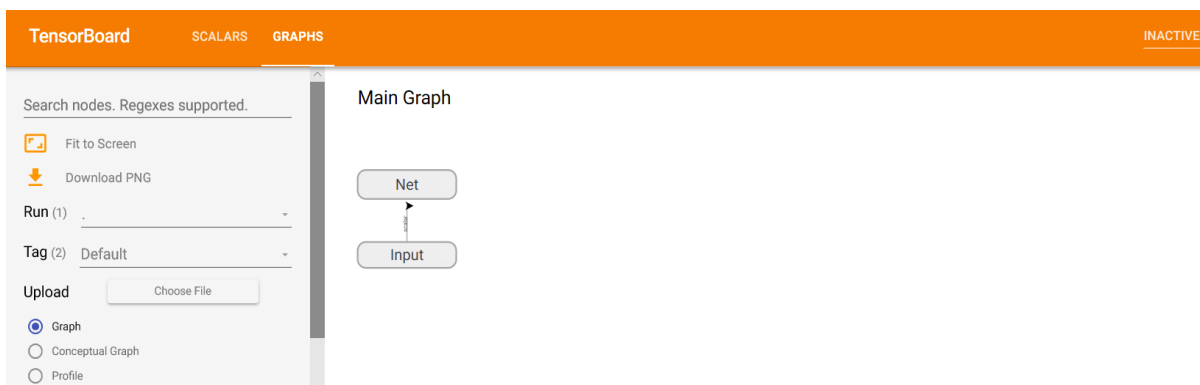 TensorBoard SCALARS GRAPHS INACTIVE
Search nodes. Regexes supported.
Fit to Screen
Download PNG
Run (1) .
Tag (2) Default
Upload Choose File
Graph
Conceptual Graph
Profile
Main Graph
Net
scalar
Input